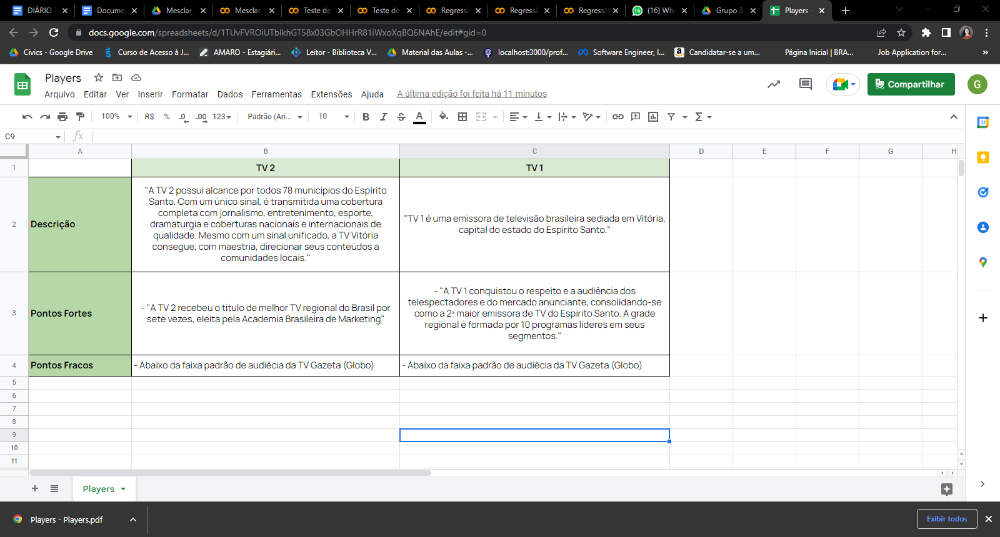 DIÁRIO T
Docume
Mesclar_
Mesclar_
Teste de
Teste de
Regressã
Regressã
Regressã
(16) Wha
Grupo 3
Players -
docs.google.com/spreadsheets/d/1TUvFVROiUTblkhGT58x03GbOHHrR81iWxoXqBQ6NAhE/edit#gid=0
Civics - Google Drive
Curso de Acesso à J...
AMARO - Estagiári...
Leitor - Biblioteca V...
Material das Aulas -...
localhost:3000/prof...
Software Engineer, I...
Candidatar-se a um...
Página Inicial | BRA...
Job Application for...
Players
Arquivo Editar Ver Inserir Formatar Dados Ferramentas Extensões Ajuda
A última edição foi feita há 11 minutos
Compartilhar
G
100% R$ % .0 .00 123 Padrão (Ari... 10 B I S A
C9
fx
A B C D E F G H
1
TV 2
TV 1
2
Descrição
"A TV 2 possui alcance por todos 78 municípios do Espírito
Santo. Com um único sinal, é transmitida uma cobertura
completa com jornalismo, entretenimento, esporte,
dramaturgia e coberturas nacionais e internacionais de
qualidade. Mesmo com um sinal unificado, a TV Vitória
consegue, com maestria, direcionar seus conteúdos a
comunidades locais."
"TV 1 é uma emissora de televisão brasileira sediada em Vitória,
capital do estado do Espírito Santo."
3
Pontos Fortes
- "A TV 2 recebeu o título de melhor TV regional do Brasil por
sete vezes, eleita pela Academia Brasileira de Marketing"
- "A TV 1 conquistou o respeito e a audiência dos
telespectadores e do mercado anunciante, consolidando-se
como a 2ª maior emissora de TV do Espírito Santo. A grade
regional é formada por 10 programas líderes em seus
segmentos."
4
Pontos Fracos
- Abaixo da faixa padrão de audiêcia da TV Gazeta (Globo)
- Abaixo da faixa padrão de audiêcia da TV Gazeta (Globo)
5
6
7
8
9
10
11
Players
Players - Players.pdf
Exibir todos
31